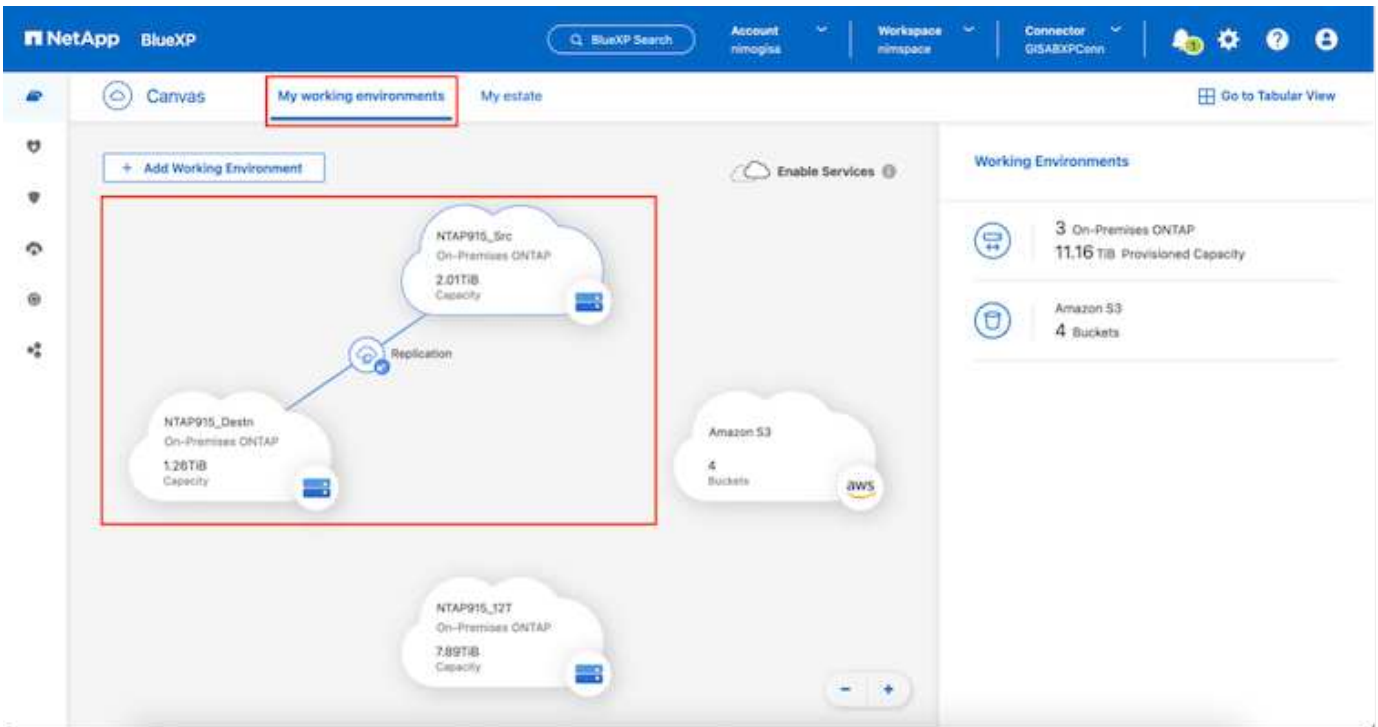 NetApp BlueXP
BlueXP Search
Account
nimogisa
Workspace
nimspace
Connector
GISABXPConn
1
Canvas
My working environments
My estate
Go to Tabular View
+ Add Working Environment
Enable Services
Working Environments
NTAP915_Src
On-Premises ONTAP
2.01TiB
Capacity
Replication
NTAP915_Destn
On-Premises ONTAP
1.26TiB
Capacity
Amazon S3
4
Buckets
aws
NTAP915_12T
On-Premises ONTAP
7.89TiB
Capacity
- +
3 On-Premises ONTAP
11.16 TiB Provisioned Capacity
Amazon S3
4 Buckets